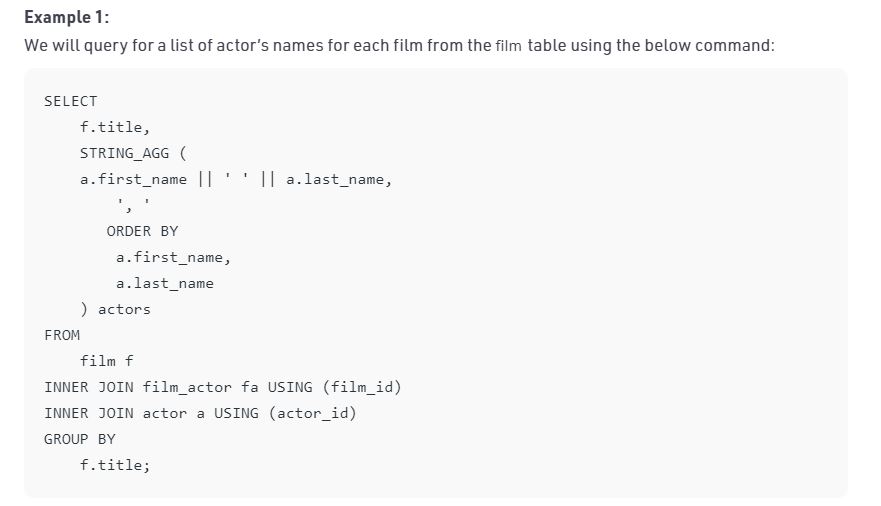 Example 1:
We will query for a list of actor’s names for each film from the film table using the below command:
SELECT
    f.title,
    STRING_AGG (
    a.first_name || ' ' || a.last_name,
        ', '
       ORDER BY
        a.first_name,
        a.last_name
    ) actors
FROM
    film f
INNER JOIN film_actor fa USING (film_id)
INNER JOIN actor a USING (actor_id)
GROUP BY
    f.title;